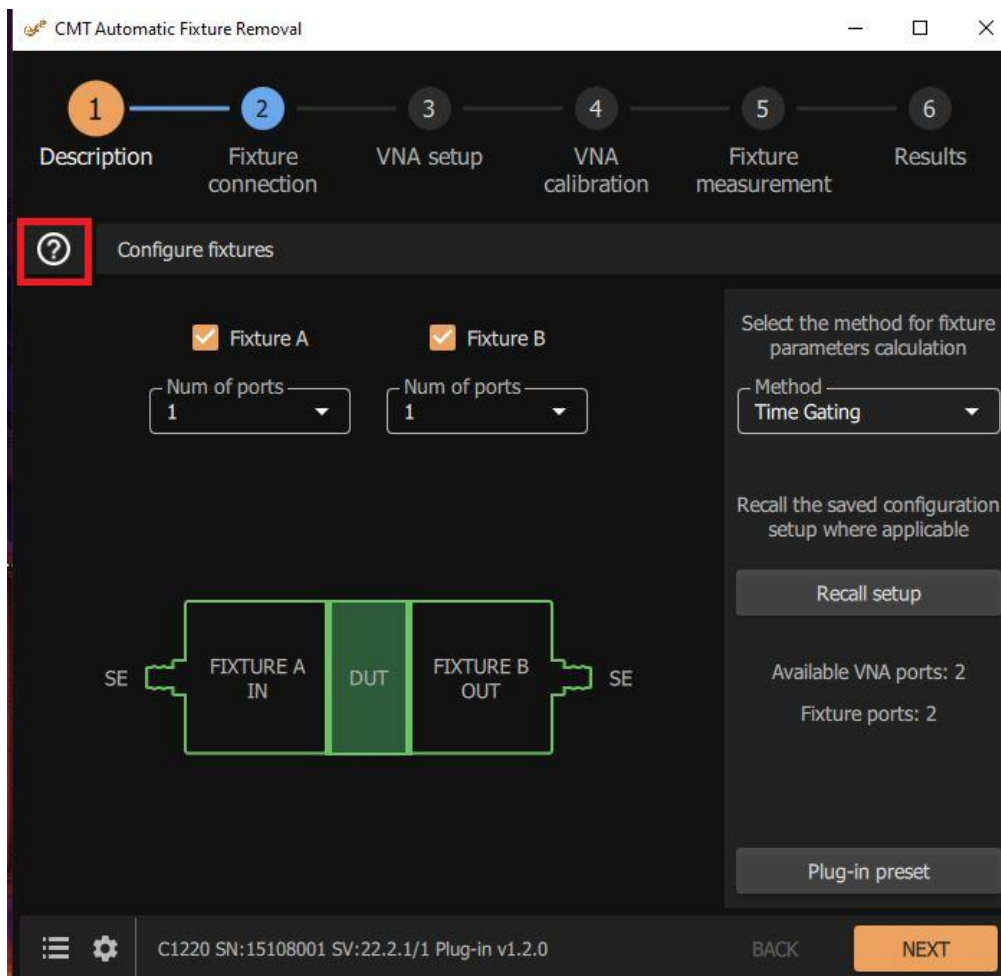 CMT Automatic Fixture Removal
1 2 3 4 5 6
Description Fixture VNA setup VNA Fixture Results
connection calibration measurement
? Configure fixtures
Fixture A Fixture B
Select the method for fixture
parameters calculation
Num of ports Num of ports Method
1 1 Time Gating
Recall the saved configuration
setup where applicable
Recall setup
SE FIXTURE A DUT FIXTURE B SE
IN OUT
Available VNA ports: 2
Fixture ports: 2
Plug-in preset
C1220 SN:15108001 SV:22.2.1/1 Plug-in v1.2.0 BACK NEXT